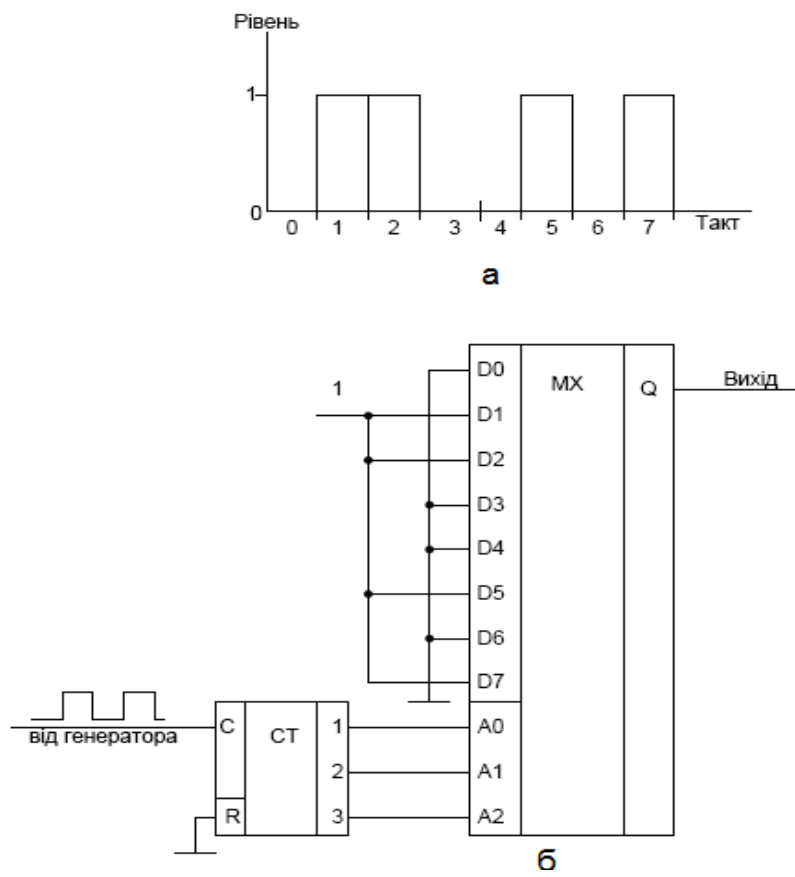 Рівень
1
0
0 1 2 3 4 5 6 7 Такт
а
D0 MX Q Вихід
1
D1
D2
D3
D4
D5
D6
D7
від генератора
C CT 1 A0
2 A1
R 3 A2
б